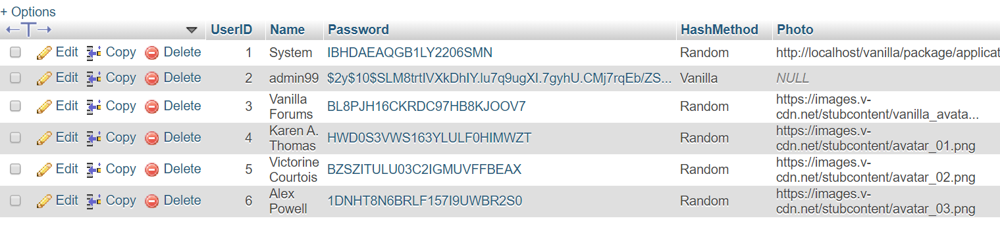 + Options
UserID Name Password HashMethod Photo
Edit Copy Delete 1 System IBHDAEAQGB1LY2206SMN Random http://localhost/vanilla/package/applicat
Edit Copy Delete 2 admin99 $2y$10$SLM8trtIVXkDhIY.lu7q9ugXI.7gyhU.CMj7rqEb/ZS... Vanilla NULL
Vanilla https://images.v-
Edit Copy Delete 3 BL8PJH16CKRDC97HB8KJOOV7 Random
Forums cdn.net/stubcontent/vanilla_avata...
Karen A. https://images.v-
Edit Copy Delete 4 HWD0S3VWS163YLULF0HIMWZT Random
Thomas cdn.net/stubcontent/avatar_01.png
Victorine https://images.v-
Edit Copy Delete 5 BZSZITULU03C2IGMUVFFBEAX Random
Courtois cdn.net/stubcontent/avatar_02.png
Alex https://images.v-
Edit Copy Delete 6 1DNHT8N6BRLF157I9UWBR2S0 Random
Powell cdn.net/stubcontent/avatar_03.png